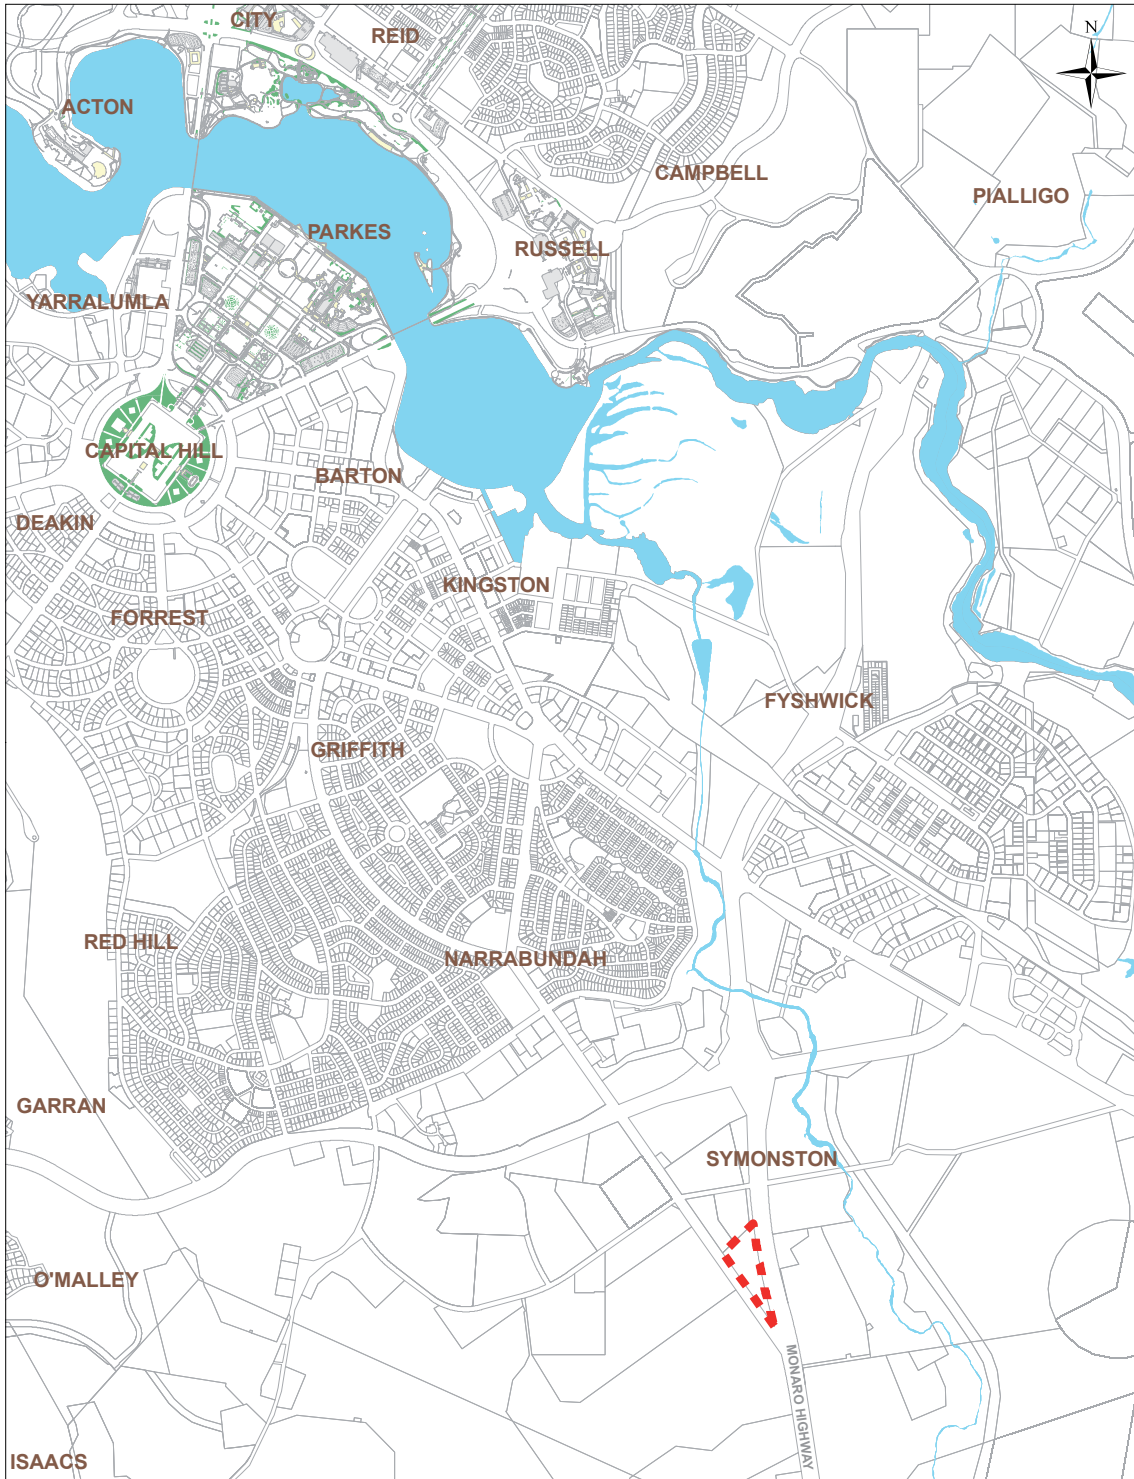 CITY
REID
N
ACTON
CAMPBELL
PIALLIGO
PARKES
RUSSELL
YARRALUMLA
CAPITAL HILL
BARTON
DEAKIN
KINGSTON
FORREST
FYSHWICK
GRIFFITH
RED HILL
NARRABUNDAH
GARRAN
SYMONSTON
O'MALLEY
MONARO HIGHWAY
ISAACS